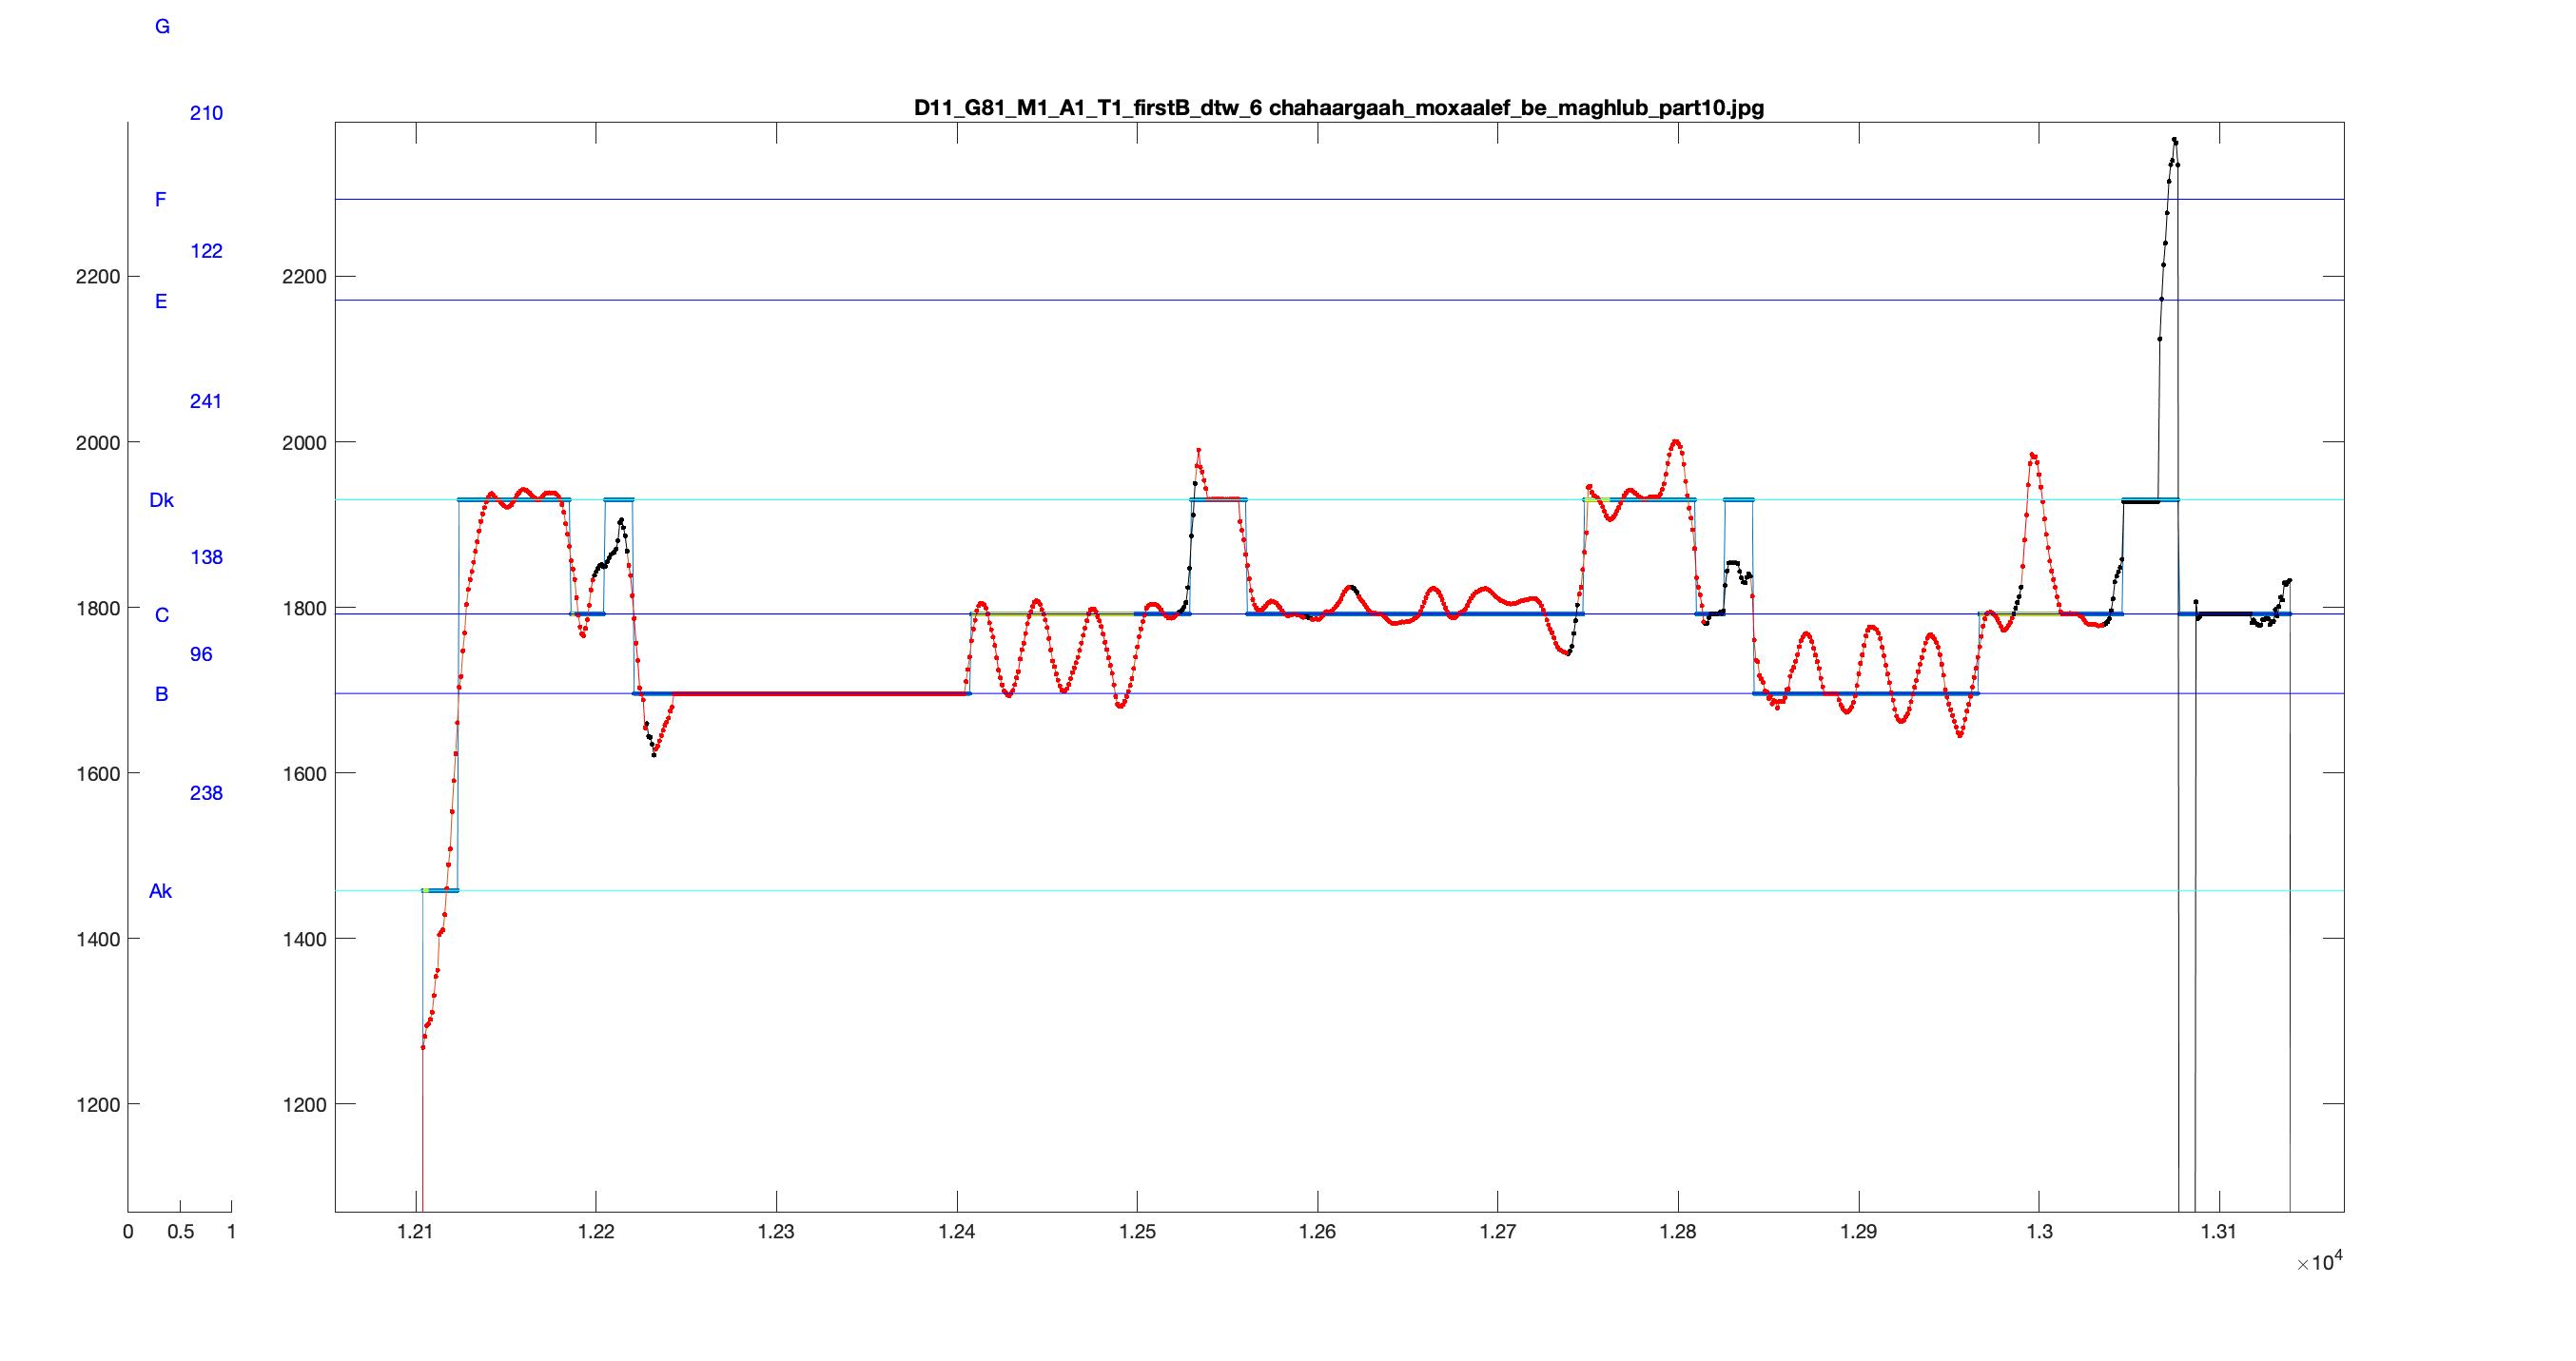 G
210
D11_G81_M1_A1_T1_firstB_dtw_6 chahaargaah_moxaalef_be_maghlub_part10.jpg
F
122
2200 2200
E
241
2000 2000
Dk
138
1800 1800
C
96
B
1600 1600
238
Ak
1400 1400
1200 1200
0 0.5 1 1.21 1.22 1.23 1.24 1.25 1.26 1.27 1.28 1.29 1.3 1.31
×10⁴